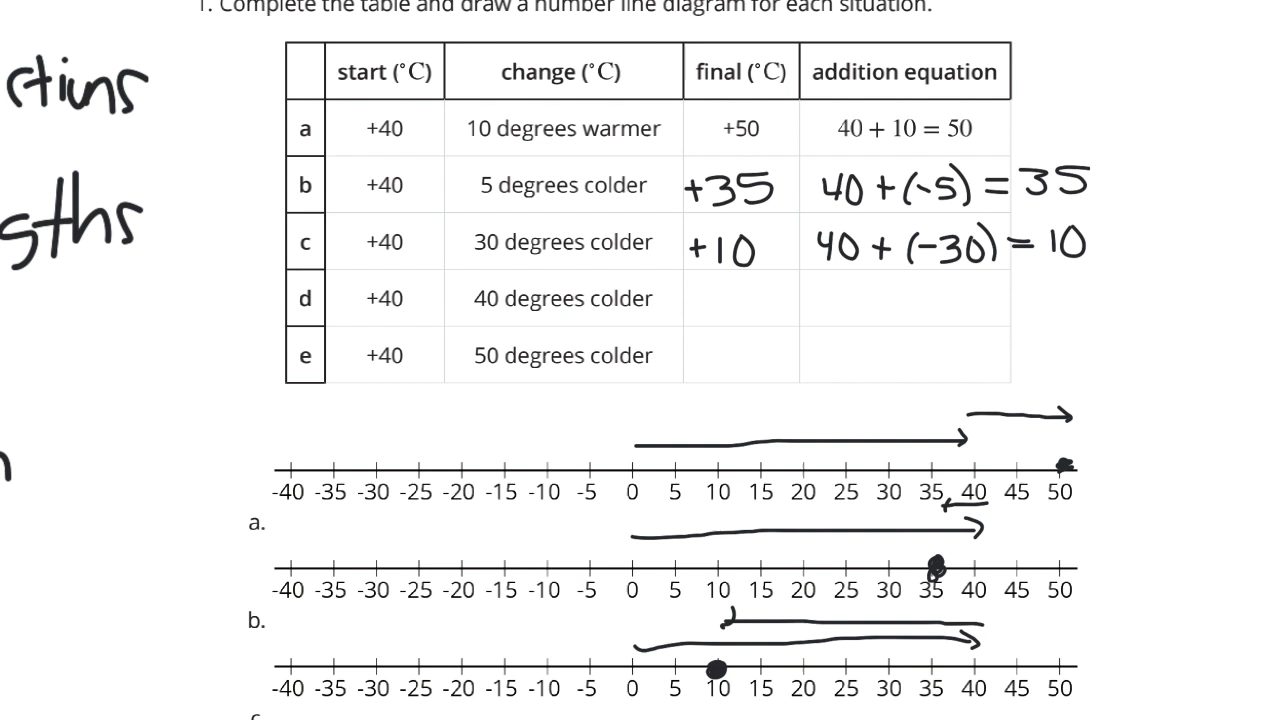 1. Complete the table and draw a number line diagram for each situation.
start (°C) change (°C) final (°C) addition equation
a +40 10 degrees warmer +50 40 + 10 = 50
b +40 5 degrees colder +35 40 + (-5) = 35
c +40 30 degrees colder +10 40 + (-30) = 10
d +40 40 degrees colder
e +40 50 degrees colder
-40 -35 -30 -25 -20 -15 -10 -5 0 5 10 15 20 25 30 35 40 45 50
a.
-40 -35 -30 -25 -20 -15 -10 -5 0 5 10 15 20 25 30 35 40 45 50
b.
-40 -35 -30 -25 -20 -15 -10 -5 0 5 10 15 20 25 30 35 40 45 50